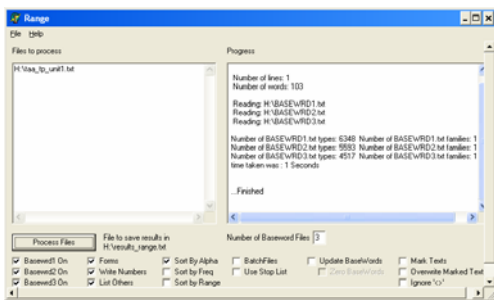 Range
File Help
Files to process
Progress
H:\taa_tp_unit1.txt
Number of lines: 1
Number of words: 103
Reading: H:\BASEWRD1.txt
Reading: H:\BASEWRD2.txt
Reading: H:\BASEWRD3.txt
Number of BASEWRD1.txt types: 6348 Number of BASEWRD1.txt families: 1
Number of BASEWRD2.txt types: 5593 Number of BASEWRD2.txt families: 1
Number of BASEWRD3.txt types: 4517 Number of BASEWRD3.txt families: 1
time taken was : 1 Seconds
...Finished
Process Files
File to save results in
H:\results_range.txt
Number of Baseword Files 3
Basewrd1 On Forms Sort By Alpha BatchFiles Update BaseWords Mark Texts
Basewrd2 On Write Numbers Sort by Freq Use Stop List Zero BaseWords Overwrite Marked Text
Basewrd3 On List Others Sort by Range Ignore '<>'